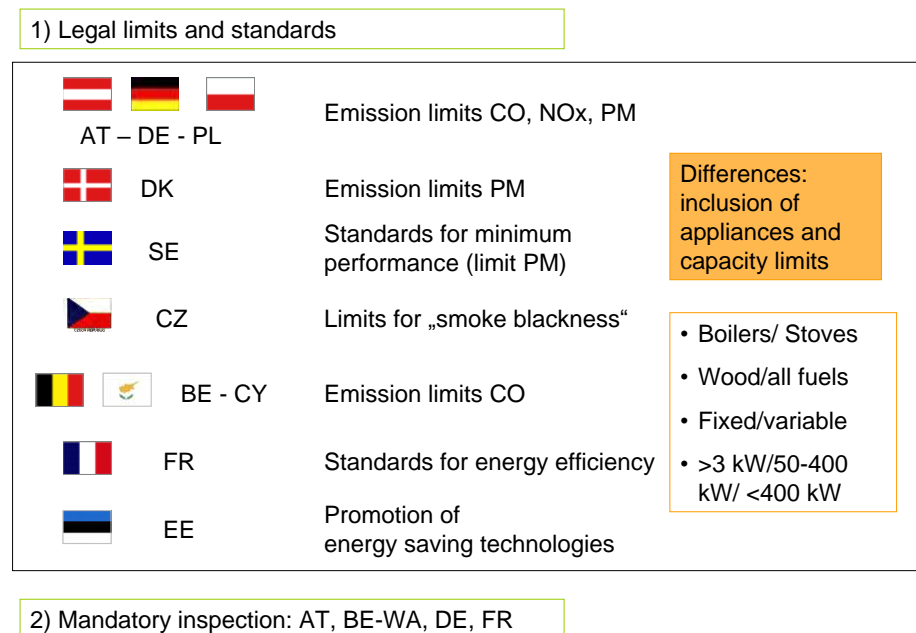 1) Legal limits and standards
AT – DE - PL
Emission limits CO, NOx, PM
DK
Emission limits PM
SE
Standards for minimum
performance (limit PM)
CZ
Limits for „smoke blackness“
BE - CY
Emission limits CO
FR
Standards for energy efficiency
EE
Promotion of
energy saving technologies
Differences:
inclusion of
appliances and
capacity limits
• Boilers/ Stoves
• Wood/all fuels
• Fixed/variable
• >3 kW/50-400
kW/ <400 kW
2) Mandatory inspection: AT, BE-WA, DE, FR